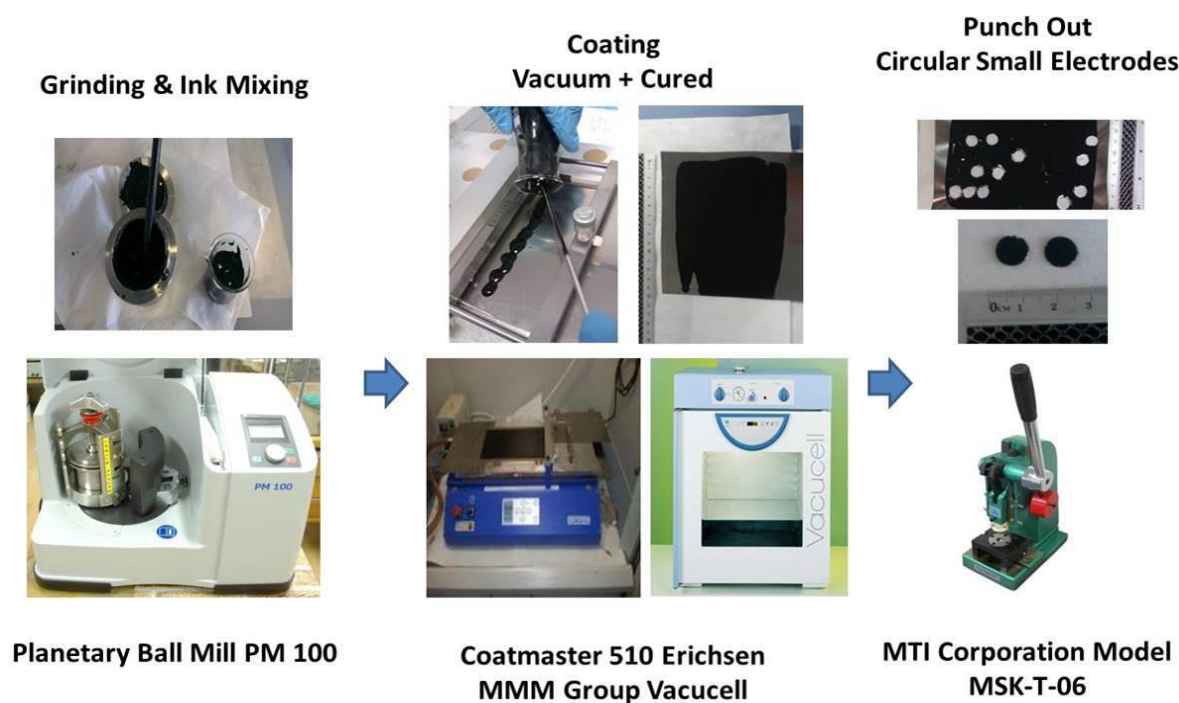 Grinding & Ink Mixing
Coating
Vacuum + Cured
Punch Out
Circular Small Electrodes
0CM 1 2 3
PM 100
Vacucell
Planetary Ball Mill PM 100
Coatmaster 510 Erichsen
MMM Group Vacucell
MTI Corporation Model
MSK-T-06